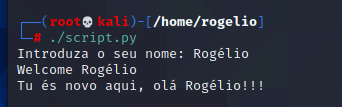 (root💀kali)-[/home/rogelio]
# ./script.py
Introduza o seu nome: Rogélio
Welcome Rogélio
Tu és novo aqui, olá Rogélio!!!